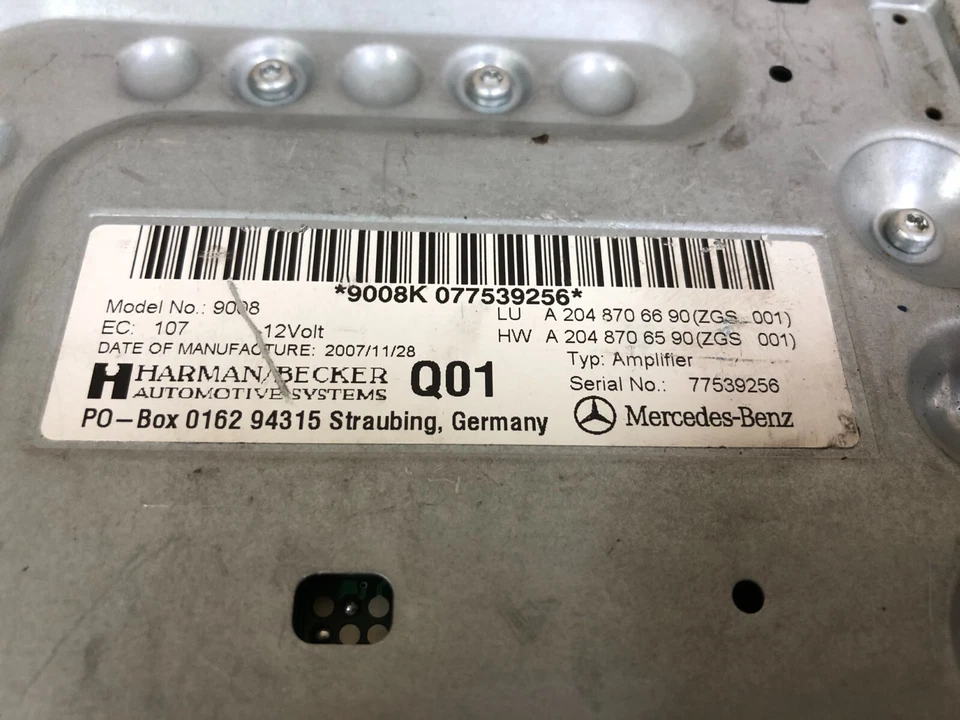 *9008K 077539256*
Model No.: 9008
EC: 107 -12Volt
DATE OF MANUFACTURE: 2007/11/28
HARMAN/BECKER
AUTOMOTIVE SYSTEMS
Q01
PO-Box 0162 94315 Straubing, Germany
LU A 204 870 66 90 (ZGS 001)
HW A 204 870 65 90 (ZGS 001)
Typ: Amplifier
Serial No.: 77539256
Mercedes-Benz